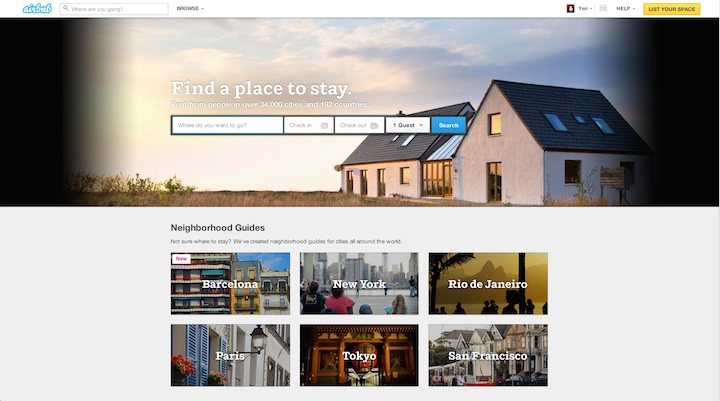 airbnb
Where are you going?
BROWSE
Yen
HELP
LIST YOUR SPACE
Find a place to stay.
Rent from people in over 34,000 cities and 192 countries.
Where do you want to go?
Check in
Check out
1 Guest
Search
Neighborhood Guides
Not sure where to stay? We've created neighborhood guides for cities all around the world.
New
Barcelona
New York
Rio de Janeiro
Paris
Tokyo
San Francisco